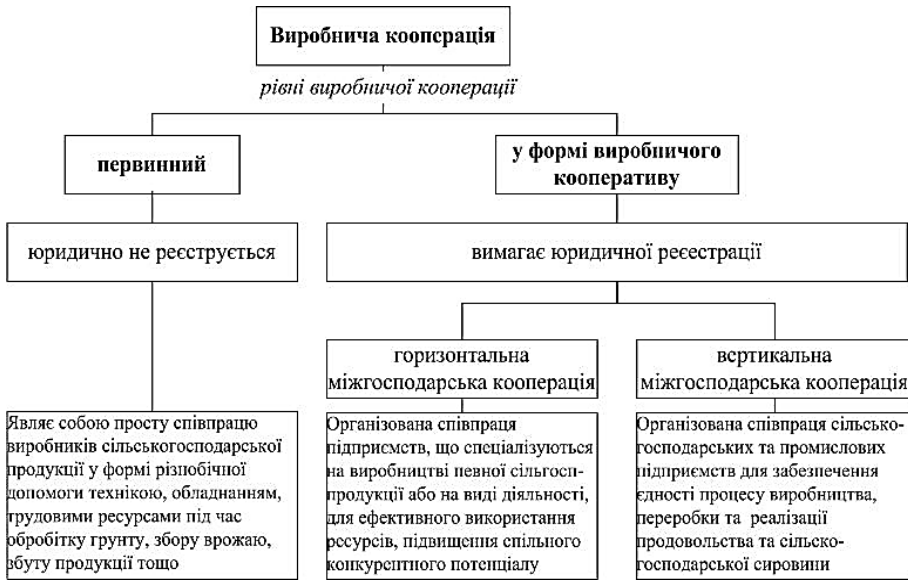 Виробнича кооперація
рівні виробничої кооперації
первинний
у формі виробничого
кооперативу
юридично не реєструється
вимагає юридичної реєестрації
горизонтальна
міжгосподарська кооперація
вертикальна
міжгосподарська кооперація
Являє собою просту співпрацю
виробників сільськогосподарської
продукції у формі різнобічної
допомоги технікою, обладнанням,
трудовими ресурсами під час
обробітку грунту, збору врожаю,
збуту продукції тощо
Організована співпраця
підприємств, що спеціалізуються
на виробництві певної сільгосп-
продукції або на виді діяльності,
для ефективного використання
ресурсів, підвищення спільного
конкурентного потенціалу
Організована співпраця сільсько-
господарських та промислових
підприємств для забезпечення
єдності процесу виробництва,
переробки та реалізації
продовольства та сільско-
господарської сировини